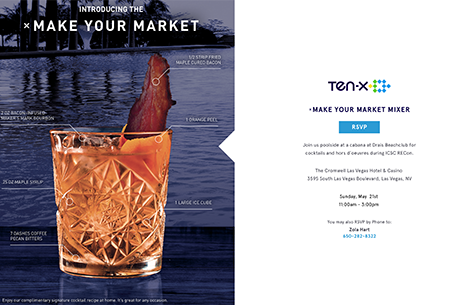 INTRODUCING THE
× MAKE YOUR MARKET
1/2 STRIP FRIED
MAPLE CURED BACON
2 OZ BACON-INFUSED
MAKER'S MARK BOURBON
1 ORANGE PEEL
.25 OZ MAPLE SYRUP
1 LARGE ICE CUBE
7 DASHES COFFEE
PECAN BITTERS
Enjoy our complimentary signature cocktail recipe at home. It's great for any occasion.
Ten-X
×MAKE YOUR MARKET MIXER
RSVP
Join us poolside at a cabana at Drais Beachclub for
cocktails and hors d'oeuvres during ICSC RECon.
The Cromwell Las Vegas Hotel & Casino
3595 South Las Vegas Boulevard, Las Vegas, NV
Sunday, May 21st
11:00am - 3:00pm
You may also RSVP by Phone to:
Zola Hart
650-282-8333